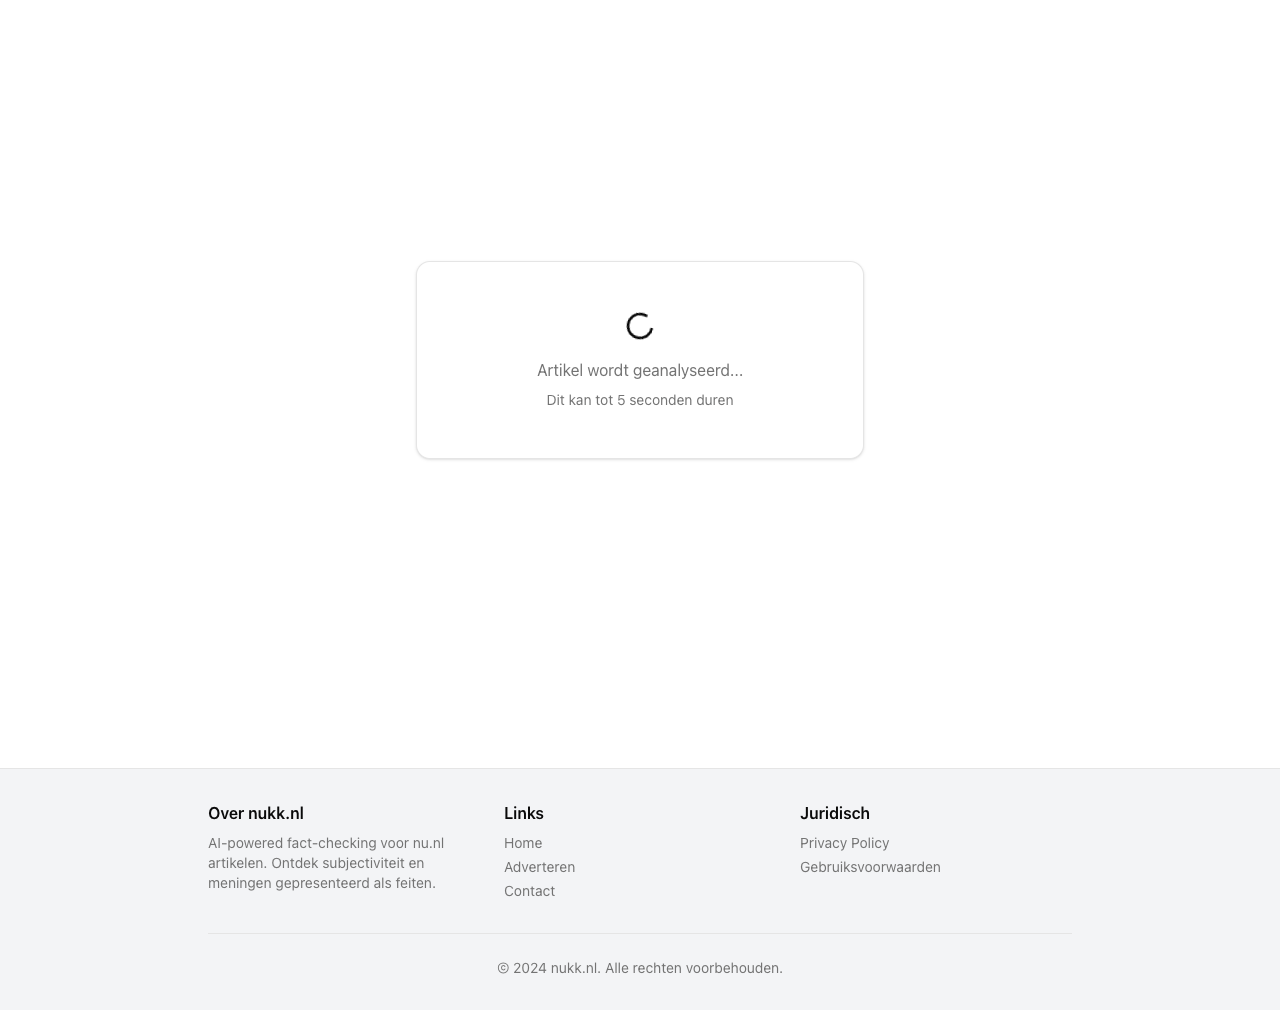 Artikel wordt geanalyseerd...
Dit kan tot 5 seconden duren
Over nukk.nl
AI-powered fact-checking voor nu.nl
artikelen. Ontdek subjectiviteit en
meningen gepresenteerd als feiten.
Links
Home
Adverteren
Contact
Juridisch
Privacy Policy
Gebruiksvoorwaarden
© 2024 nukk.nl. Alle rechten voorbehouden.